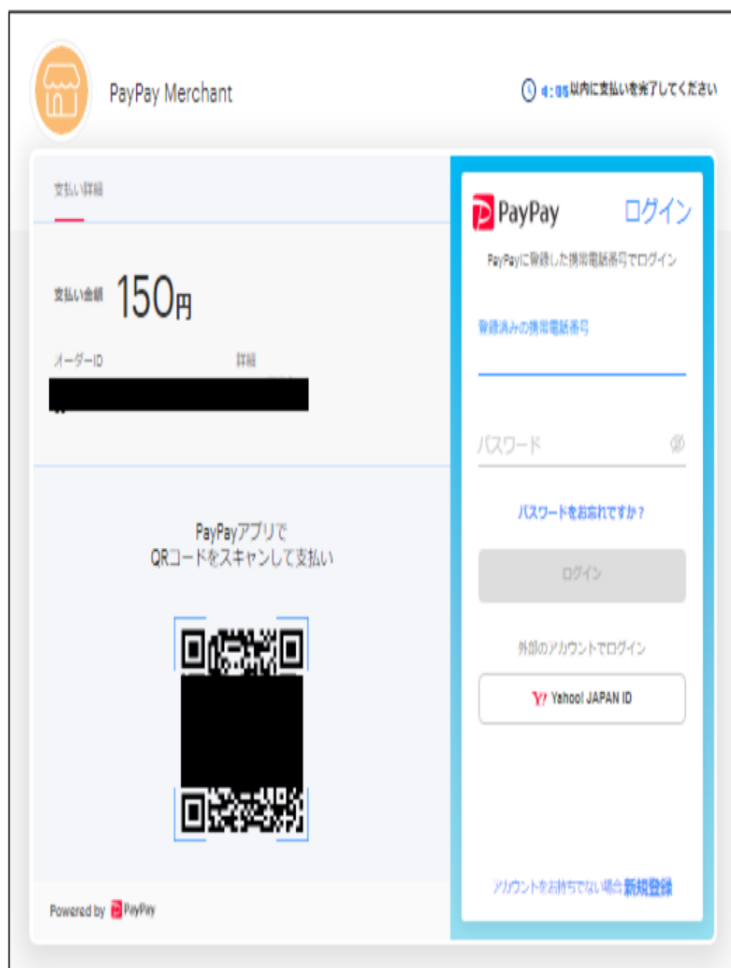 PayPay Merchant
4:05以内に支払いを完了してください
支払い詳細
支払い金額 150円
オーダーID 詳細
PayPayアプリで
QRコードをスキャンして支払い
Powered by PayPay
PayPay ログイン
PayPayに登録した携帯電話番号でログイン
登録済みの携帯電話番号
パスワード
パスワードをお忘れですか？
ログイン
外部のアカウントでログイン
Y! Yahoo! JAPAN ID
アカウントをお持ちでない場合 新規登録